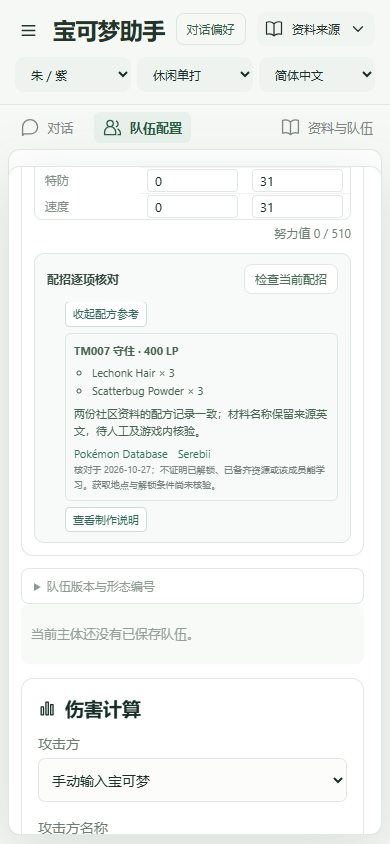 宝可梦助手
对话偏好
资料来源
朱 / 紫
休闲单打
简体中文
对话
队伍配置
资料与队伍
特防 0 31
速度 0 31
努力值 0 / 510
配招逐项核对
检查当前配招
收起配方参考
TM007 守住 · 400 LP
Lechonk Hair × 3
Scatterbug Powder × 3
两份社区资料的配方记录一致；材料名称保留来源英
文，待人工及游戏内核验。
Pokémon Database Serebii
核对于 2026-10-27；不证明已解锁、已备齐资源或该成员能学
习。获取地点与解锁条件尚未核验。
查看制作说明
队伍版本与形态编号
当前主体还没有已保存队伍。
伤害计算
攻击方
手动输入宝可梦
攻击方名称